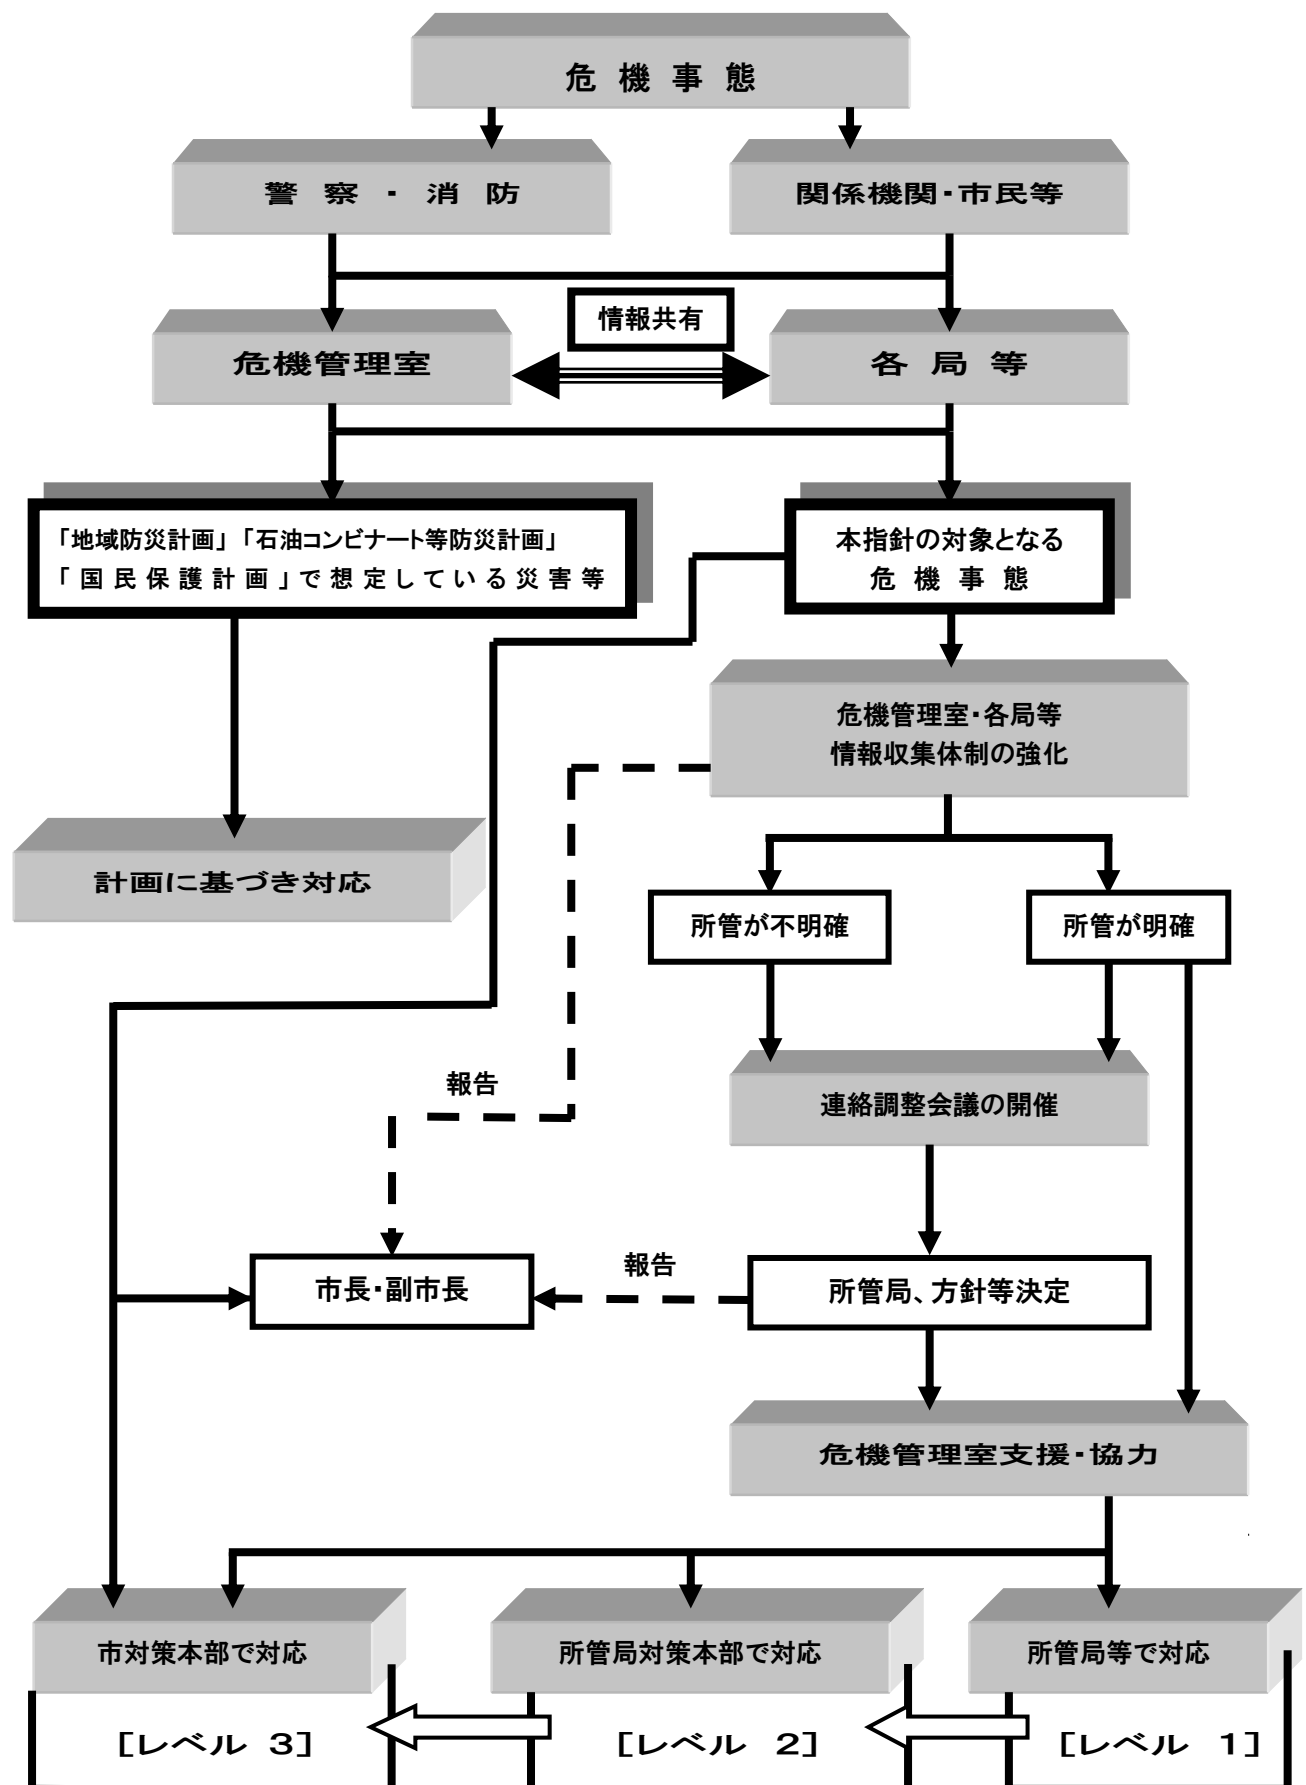 危機事態
警察・消防
関係機関・市民等
情報共有
危機管理室
各局等
「地域防災計画」「石油コンビナート等防災計画」
「国民保護計画」で想定している災害等
本指針の対象となる
危機事態
危機管理室・各局等
情報収集体制の強化
計画に基づき対応
所管が不明確
所管が明確
報告
連絡調整会議の開催
市長・副市長
報告
所管局、方針等決定
危機管理室支援・協力
市対策本部で対応
所管局対策本部で対応
所管局等で対応
［レベル 3］
［レベル 2］
［レベル 1］